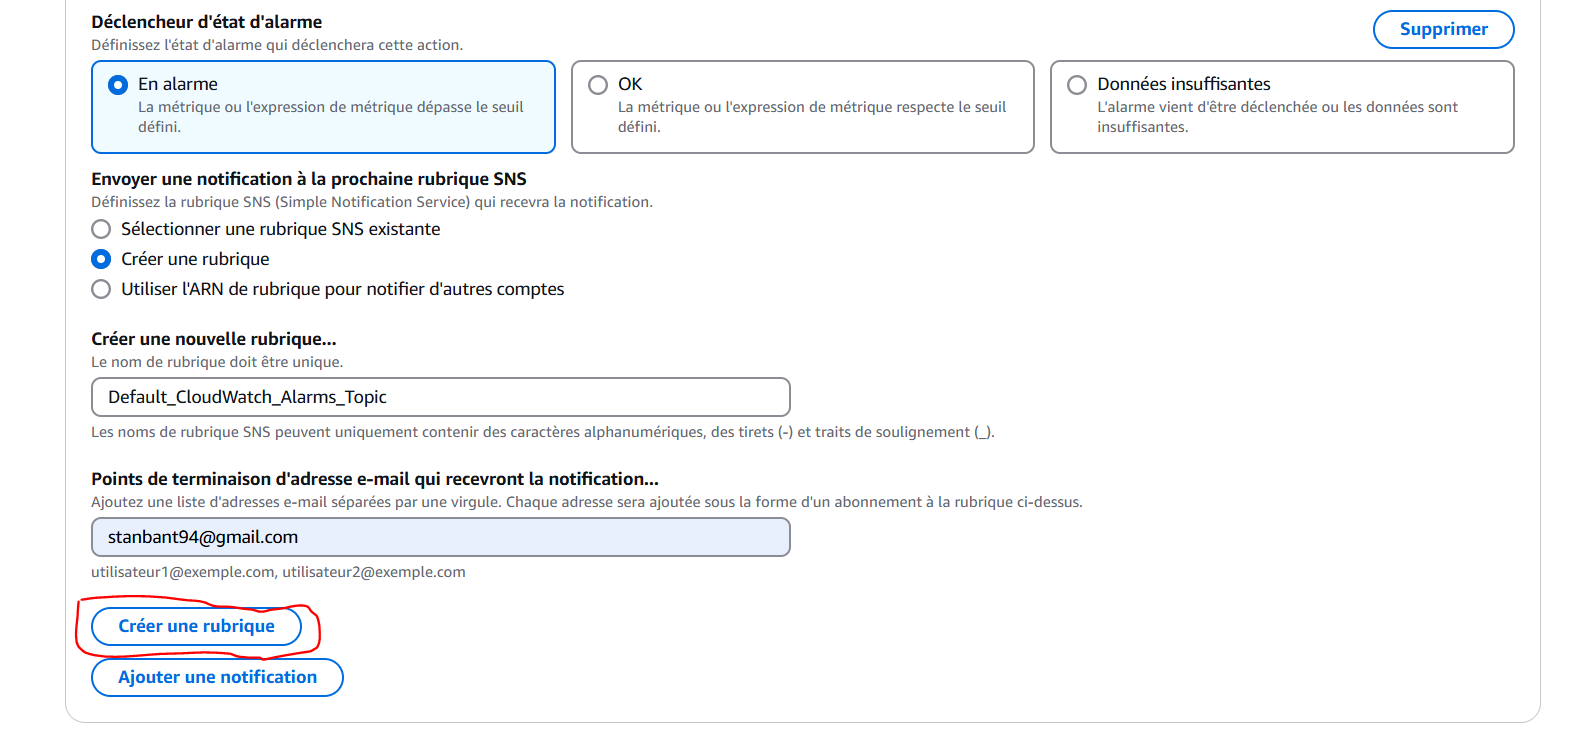 Déclencheur d'état d'alarme
Supprimer
Définissez l'état d'alarme qui déclenchera cette action.
En alarme
La métrique ou l'expression de métrique dépasse le seuil
défini.
OK
La métrique ou l'expression de métrique respecte le seuil
défini.
Données insuffisantes
L'alarme vient d'être déclenchée ou les données sont
insuffisantes.
Envoyer une notification à la prochaine rubrique SNS
Définissez la rubrique SNS (Simple Notification Service) qui recevra la notification.
Sélectionner une rubrique SNS existante
Créer une rubrique
Utiliser l'ARN de rubrique pour notifier d'autres comptes
Créer une nouvelle rubrique...
Le nom de rubrique doit être unique.
Default_CloudWatch_Alarms_Topic
Les noms de rubrique SNS peuvent uniquement contenir des caractères alphanumériques, des tirets (-) et traits de soulignement (_).
Points de terminaison d'adresse e-mail qui recevront la notification...
Ajoutez une liste d'adresses e-mail séparées par une virgule. Chaque adresse sera ajoutée sous la forme d'un abonnement à la rubrique ci-dessus.
stanbant94@gmail.com
utilisateur1@exemple.com, utilisateur2@exemple.com
Créer une rubrique
Ajouter une notification